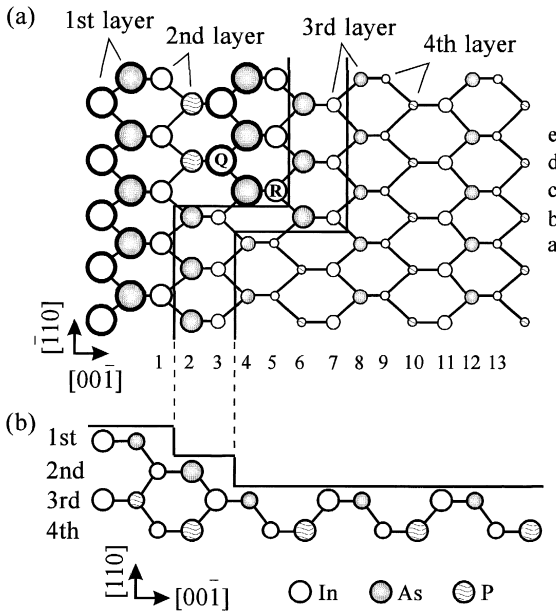 (a)
1st layer
2nd layer
3rd layer
4th layer
Q
R
e
d
c
b
a
[1̄10]
[001̄]
1 2 3 4 5 6 7 8 9 10 11 12 13
(b)
1st
2nd
3rd
4th
[110]
[001̄]
In As P